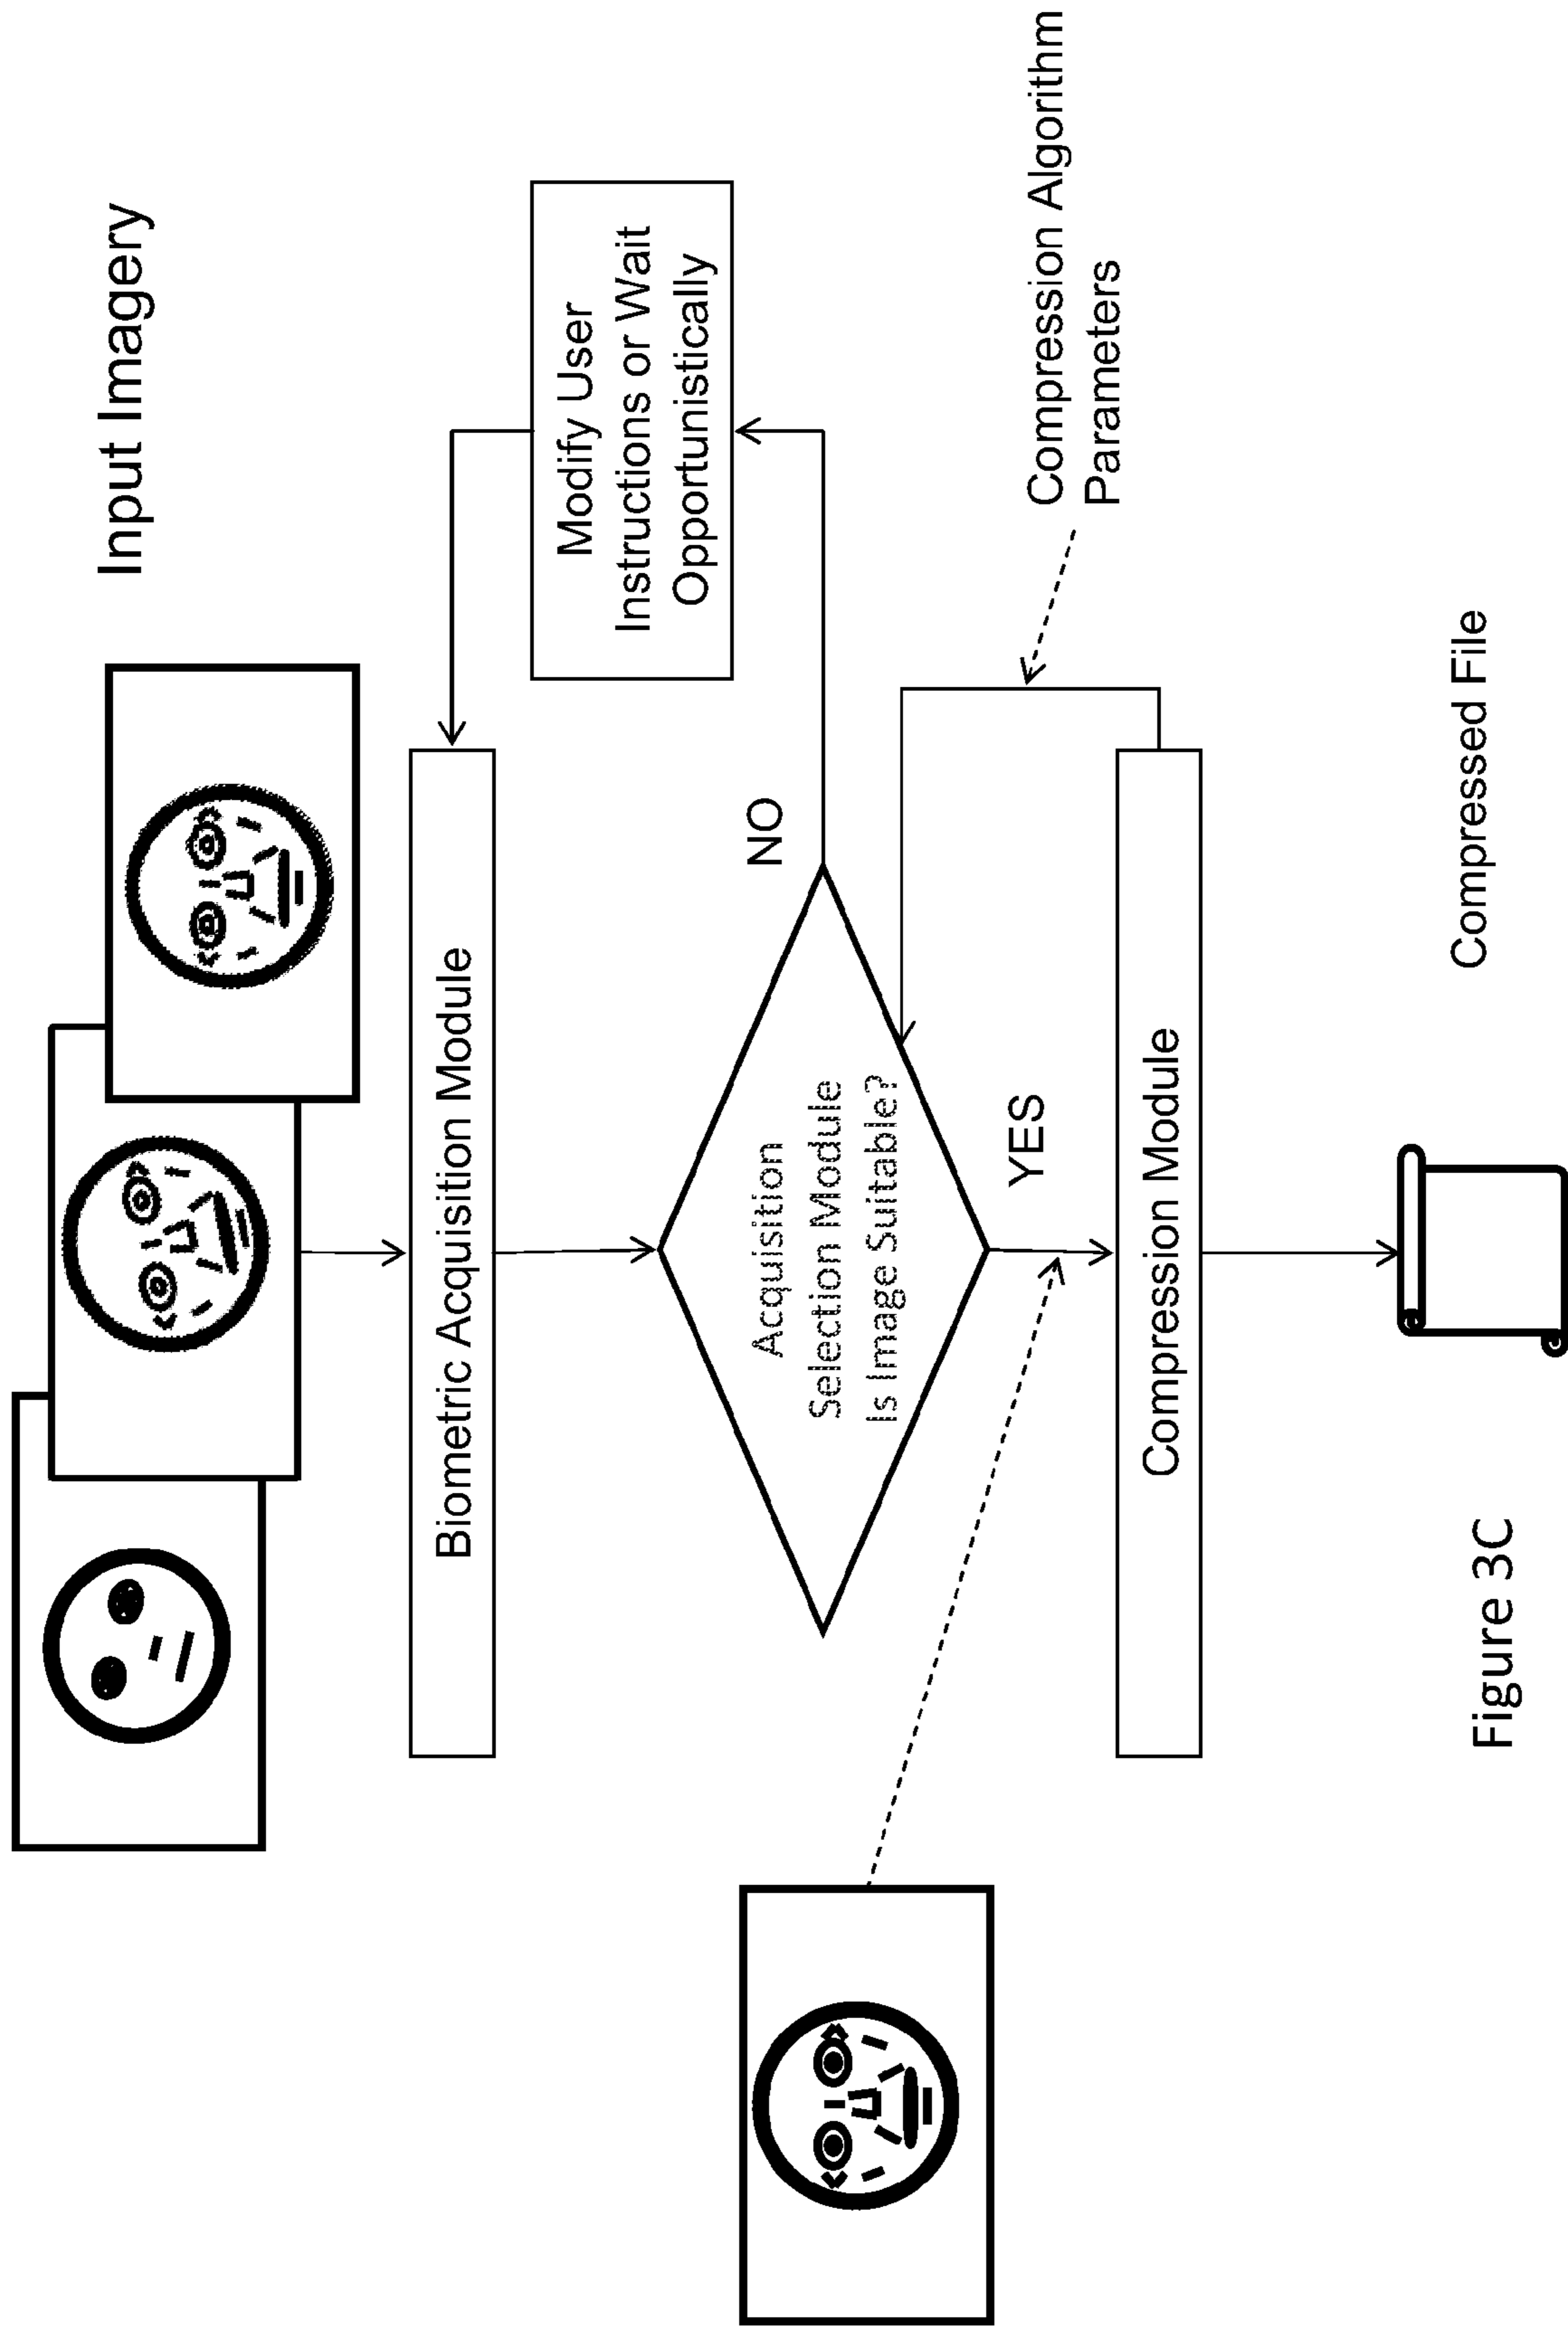 Input Imagery
Biometric Acquisition Module
Modify User
Instructions or Wait
Opportunistically
NO
Acquisition
Selection Module
Is Image Suitable?
YES
Compression Algorithm
Parameters
Compression Module
Compressed File
Figure 3C